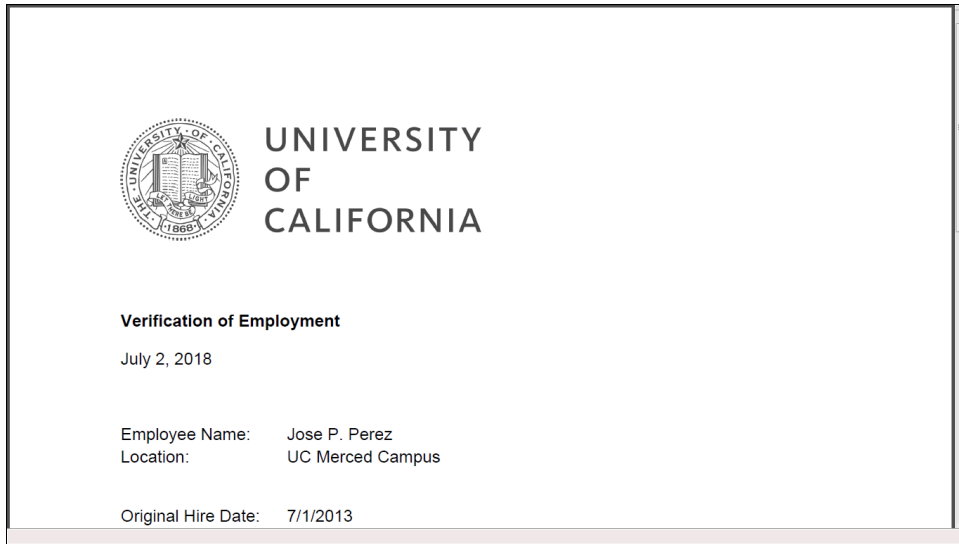 THE · UNIVERSITY · OF · CALIFORNIA ·
LET THERE BE LIGHT
·1868·
UNIVERSITY
OF
CALIFORNIA
Verification of Employment
July 2, 2018
Employee Name: Jose P. Perez
Location: UC Merced Campus
Original Hire Date: 7/1/2013